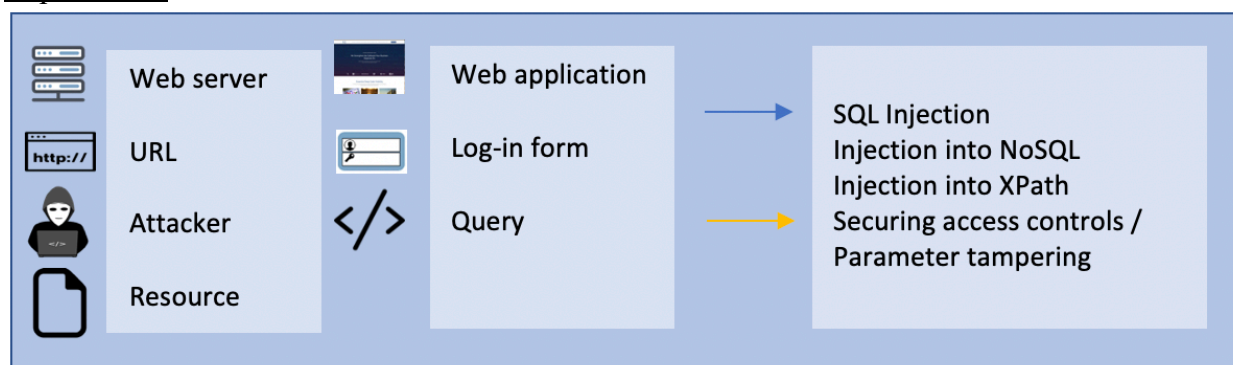 Web server
Web application
http://
URL
Log-in form
Attacker
</>
Query
</>
Resource
SQL Injection
Injection into NoSQL
Injection into XPath
Securing access controls /
Parameter tampering